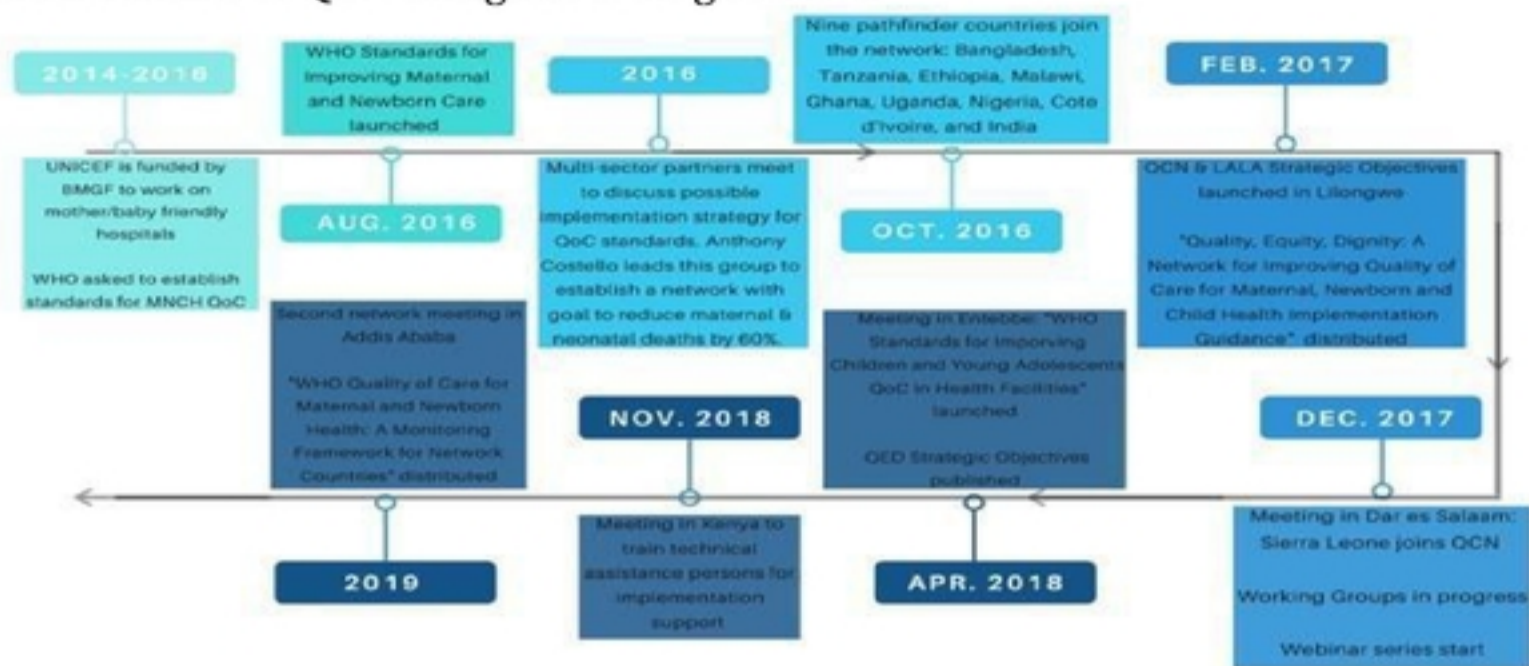 2014-2016
UNICEF is funded by
BMGF to work on
mother/baby friendly
hospitals
WHO asked to establish
standards for MNCH QoC
WHO Standards for
Improving Maternal
and Newborn Care
launched
AUG. 2016
2016
Multi-sector partners meet
to discuss possible
implementation strategy for
QoC standards. Anthony
Costello leads this group to
establish a network with
goal to reduce maternal &
neonatal deaths by 60%.
Nine pathfinder countries join
the network: Bangladesh,
Tanzania, Ethiopia, Malawi,
Ghana, Uganda, Nigeria, Cote
d'Ivoire, and India
OCT. 2016
FEB. 2017
QCN & LALA Strategic Objectives
launched in Lilongwe
"Quality, Equity, Dignity: A
Network for Improving Quality of
Care for Maternal, Newborn and
Child Health Implementation
Guidance" distributed
DEC. 2017
Meeting in Dar es Salaam:
Sierra Leone joins QCN
Working Groups in progress
Webinar series start
Meeting in Entebbe: "WHO
Standards for Imporving
Children and Young Adolescents
QoC in Health Facilities"
launched
QED Strategic Objectives
published
APR. 2018
NOV. 2018
Meeting in Kenya to
train technical
assistance persons for
implementation
support
Second network meeting in
Addis Ababa
"WHO Quality of Care for
Maternal and Newborn
Health: A Monitoring
Framework for Network
Countries" distributed
2019